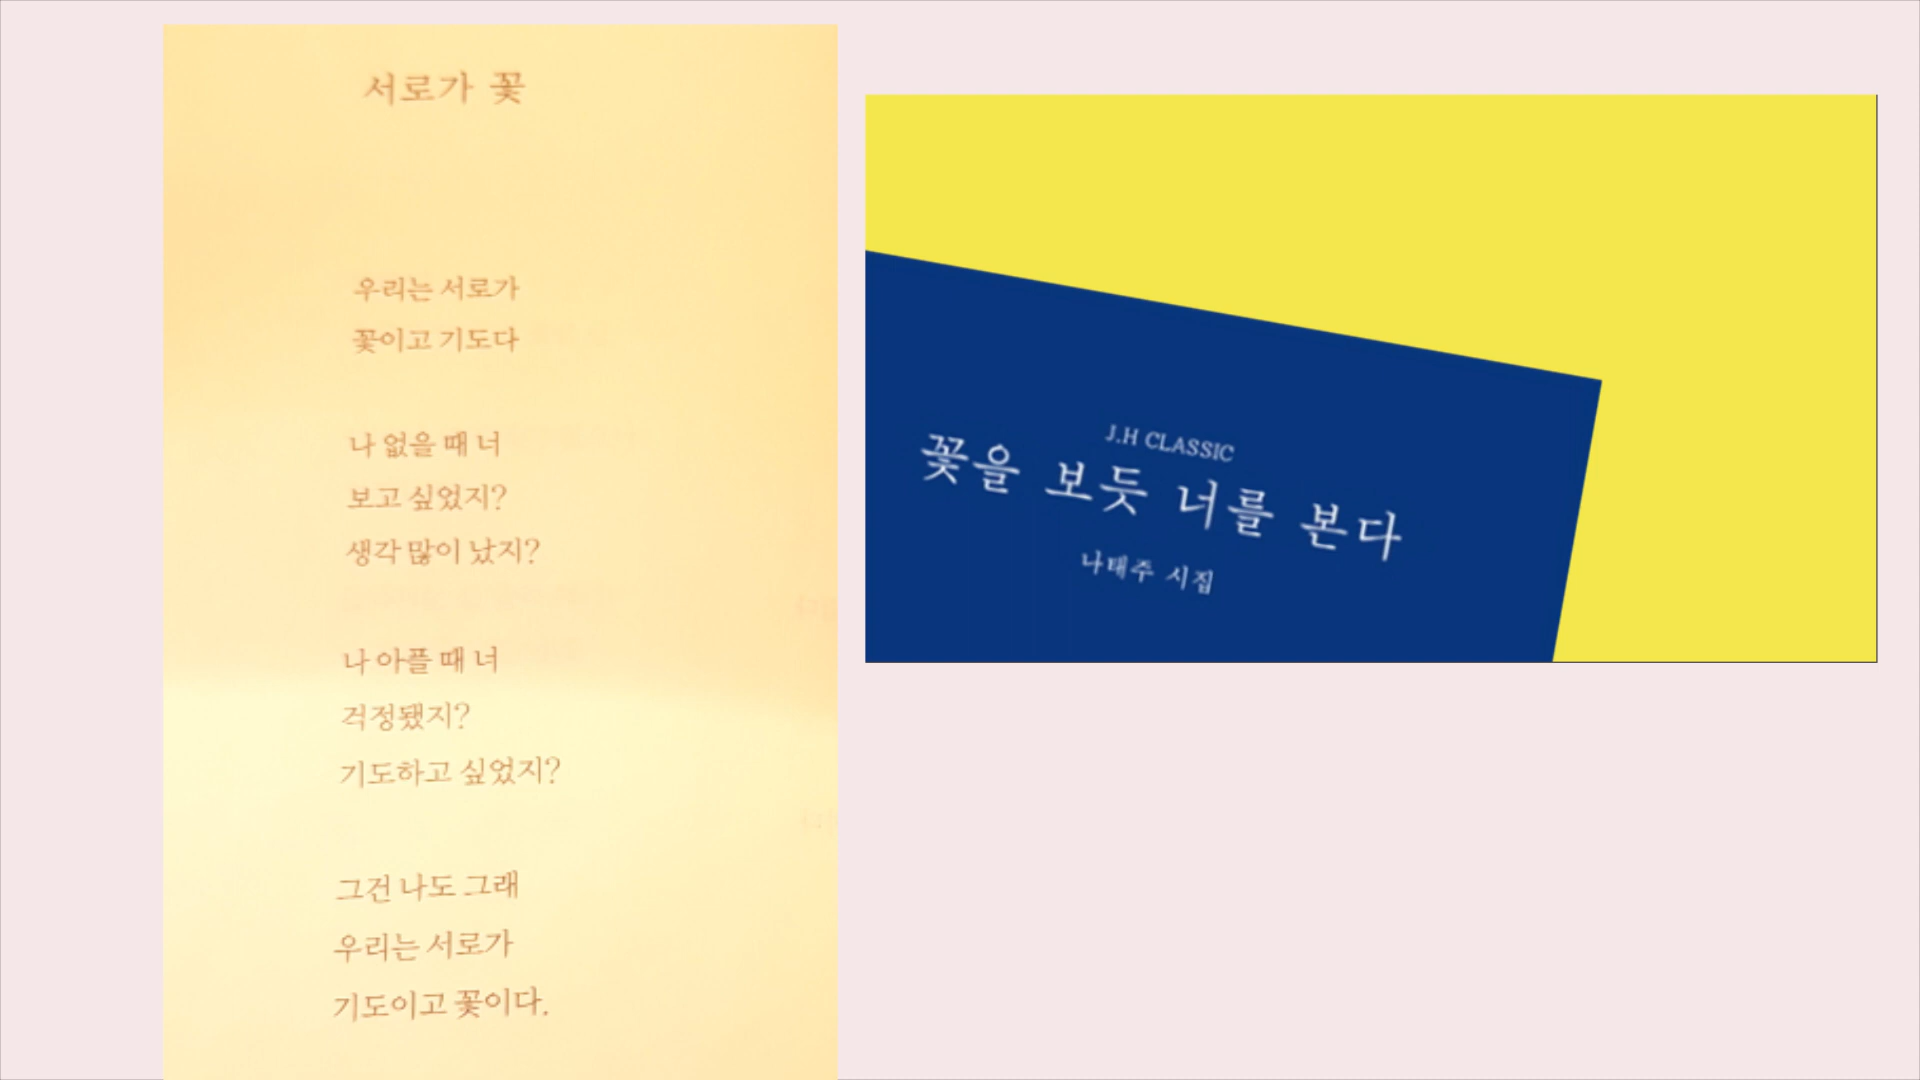 서로가 꽃
우리는 서로가
꽃이고 기도다
나 없을 때 너
보고 싶었지?
생각 많이 났지?
나 아플 때 너
걱정됐지?
기도하고 싶었지?
그건 나도 그래
우리는 서로가
기도이고 꽃이다.
J.H CLASSIC
꽃을 보듯 너를 본다
나태주 시집